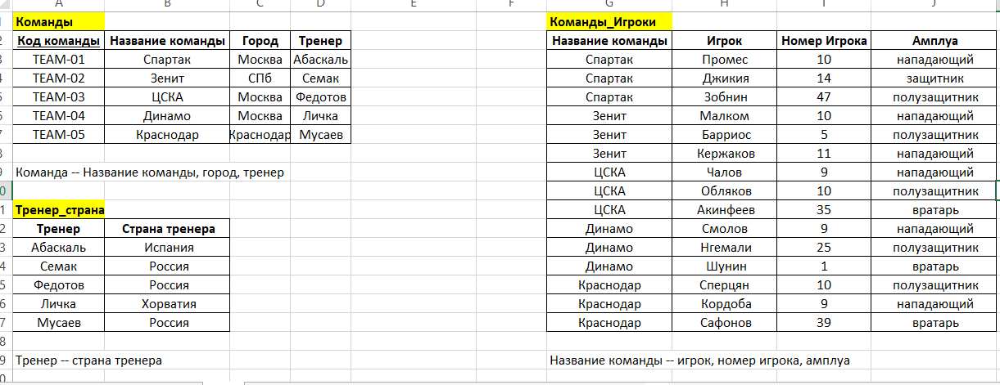 A B C D E F G H I J
Команды Команды_Игроки
Код команды Название команды Город Тренер Название команды Игрок Номер Игрока Амплуа
TEAM-01 Спартак Москва Абаскаль Спартак Промес 10 нападающий
TEAM-02 Зенит СПб Семак Спартак Джикия 14 защитник
TEAM-03 ЦСКА Москва Федотов Спартак Зобнин 47 полузащитник
TEAM-04 Динамо Москва Личка Зенит Малком 10 нападающий
TEAM-05 Краснодар Краснодар Мусаев Зенит Барриос 5 полузащитник
Зенит Кержаков 11 нападающий
Команда -- Название команды, город, тренер ЦСКА Чалов 9 нападающий
ЦСКА Обляков 10 полузащитник
Тренер_страна ЦСКА Акинфеев 35 вратарь
Тренер Страна тренера Динамо Смолов 9 нападающий
Абаскаль Испания Динамо Нгемали 25 полузащитник
Семак Россия Динамо Шунин 1 вратарь
Федотов Россия Краснодар Сперцян 10 полузащитник
Личка Хорватия Краснодар Кордоба 9 нападающий
Мусаев Россия Краснодар Сафонов 39 вратарь
Тренер -- страна тренера Название команды -- игрок, номер игрока, амплуа